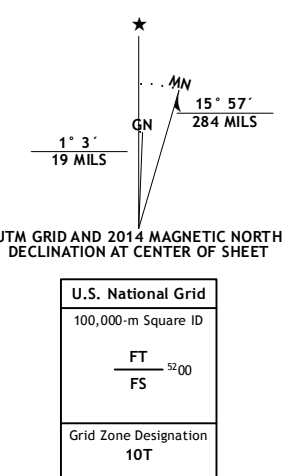 ★
MN
GN
15° 57´
284 MILS
1° 3´
19 MILS
UTM GRID AND 2014 MAGNETIC NORTH
DECLINATION AT CENTER OF SHEET
U.S. National Grid
100,000-m Square ID
FT
5200
FS
Grid Zone Designation
10T